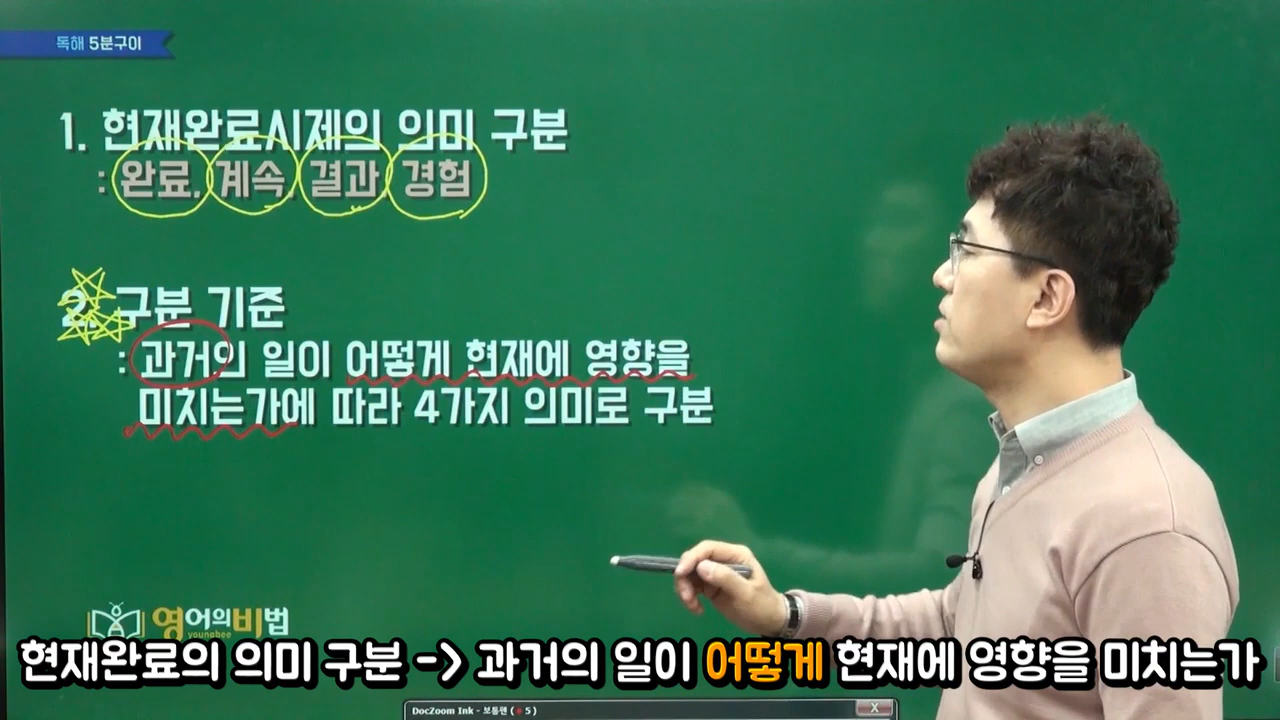 독해 5분구이
1. 현재완료시제의 의미 구분
: 완료, 계속, 결과, 경험
2. 구분 기준
: 과거의 일이 어떻게 현재에 영향을
미치는가에 따라 4가지 의미로 구분
영어의비법
youngbee
현재완료의 의미 구분 -> 과거의 일이 어떻게 현재에 영향을 미치는가
DocZoom Ink - 보통펜 ( # 5 )
X